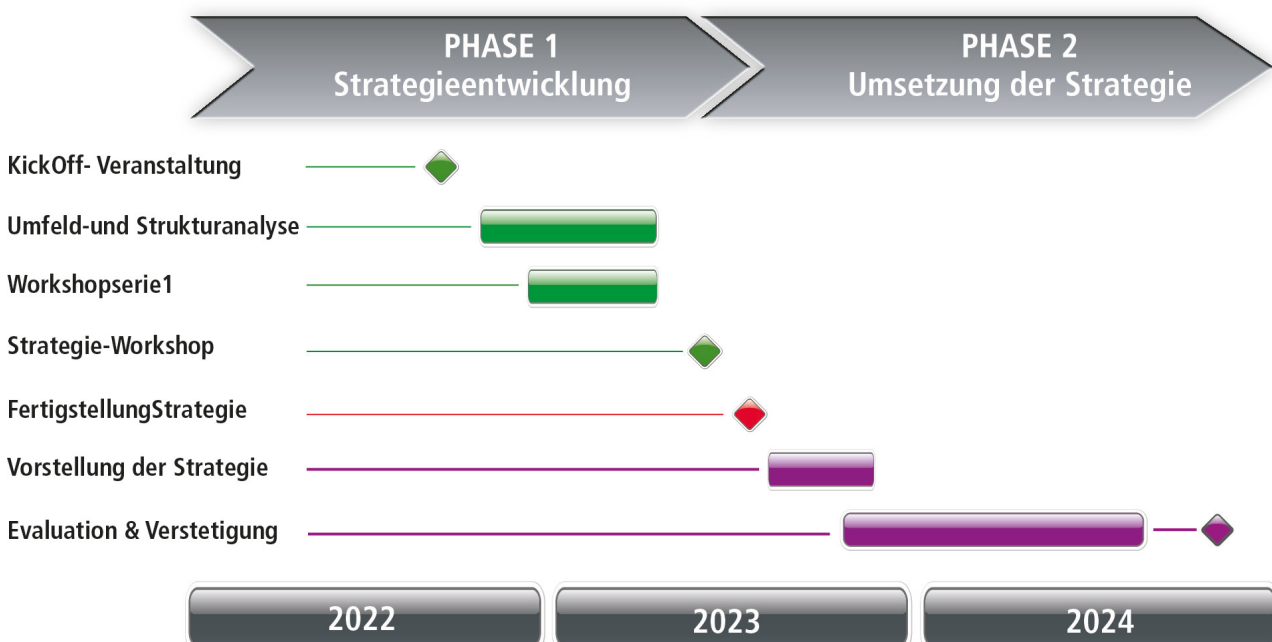 PHASE 1
Strategieentwicklung
PHASE 2
Umsetzung der Strategie
KickOff- Veranstaltung
Umfeld-und Strukturanalyse
Workshopserie1
Strategie-Workshop
FertigstellungStrategie
Vorstellung der Strategie
Evaluation & Verstetigung
2022
2023
2024